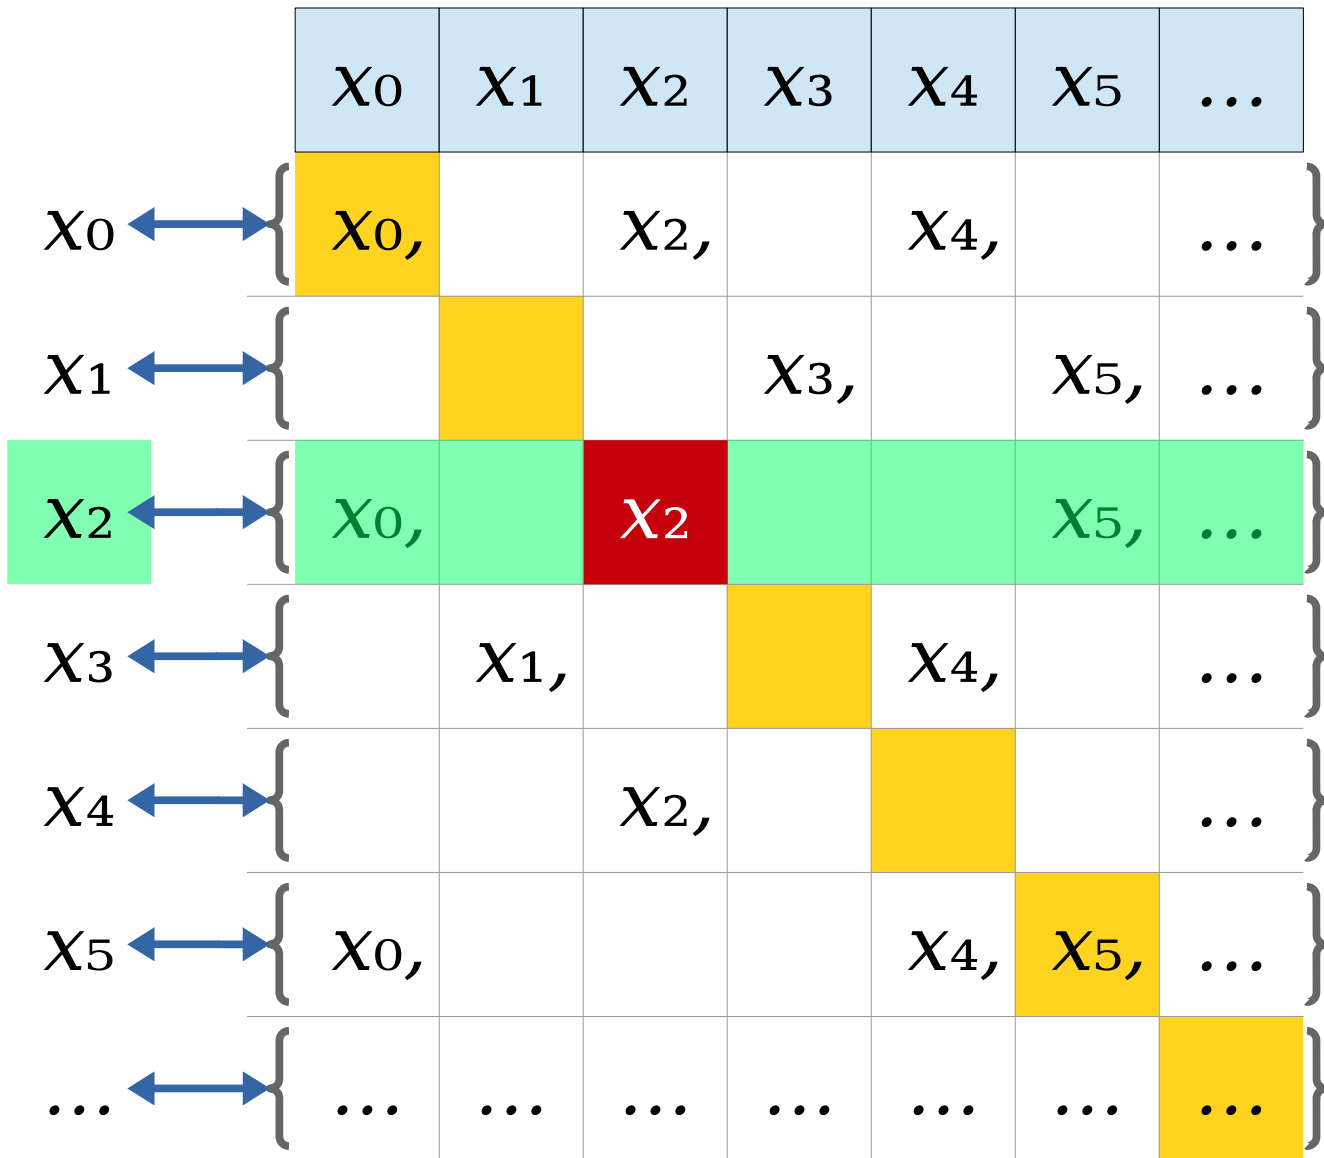 x₀ x₁ x₂ x₃ x₄ x₅ ...
x₀ { x₀, x₂, x₄, ... }
x₁ { x₃, x₅, ... }
x₂ { x₀, x₂ x₅, ... }
x₃ { x₁, x₄, ... }
x₄ { x₂, ... }
x₅ { x₀, x₄, x₅, ... }
... { ... ... ... ... ... ... ... }